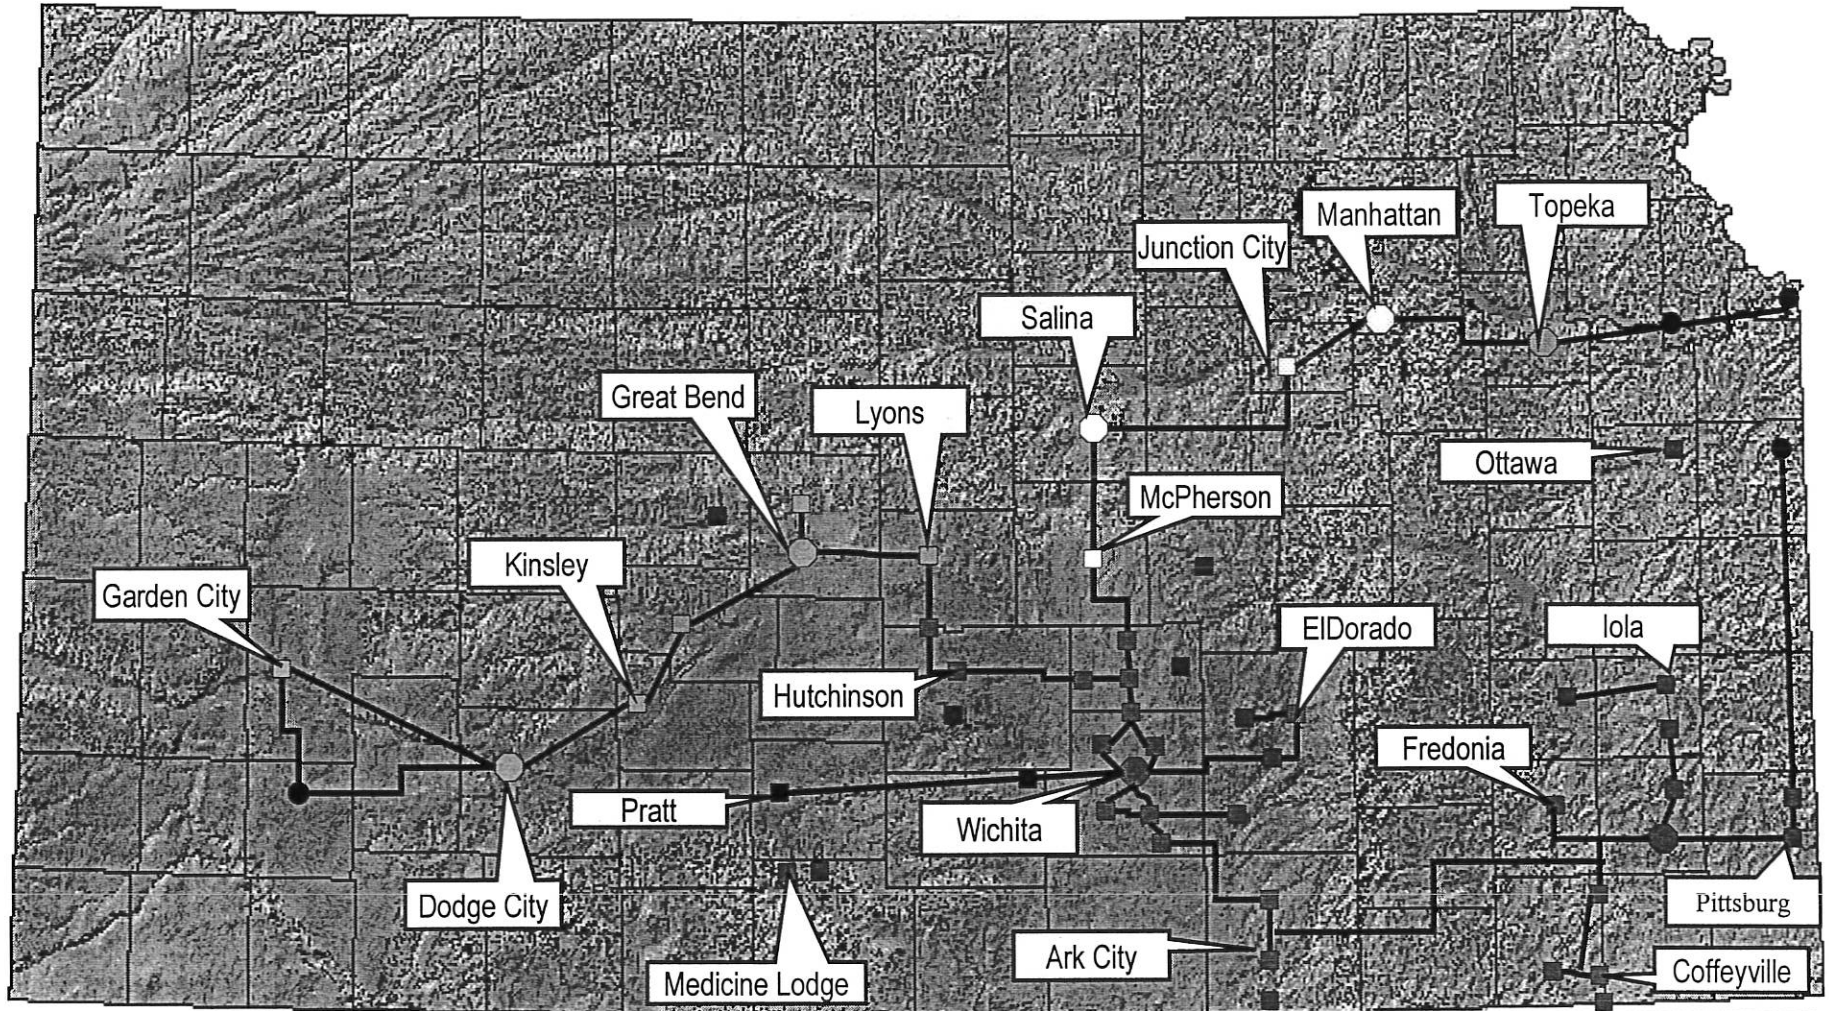 Manhattan
Topeka
Junction City
Salina
Great Bend
Lyons
Ottawa
McPherson
Kinsley
Garden City
ElDorado
Iola
Hutchinson
Fredonia
Pratt
Wichita
Dodge City
Pittsburg
Ark City
Medicine Lodge
Coffeyville